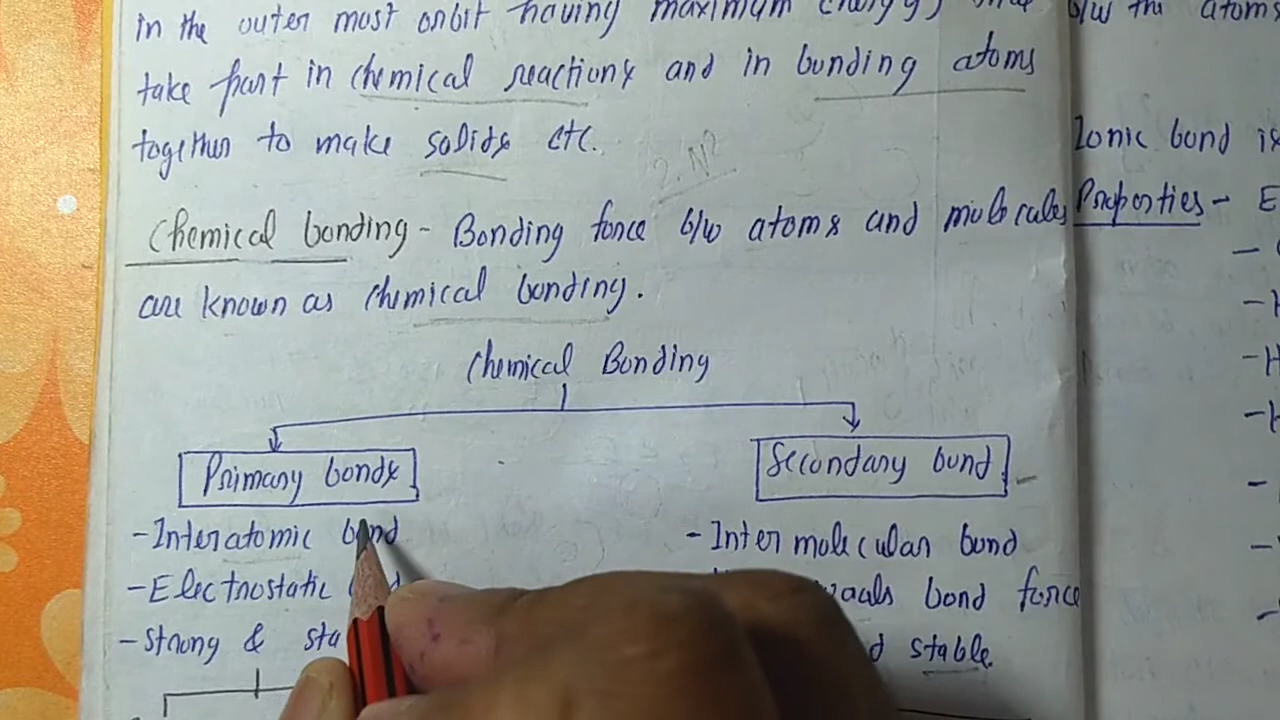 in the outer most orbit having maximum
take part in chemical reactions and in bonding atoms
together to make solids etc.
Chemical bonding - Bonding force b/w atoms and molecules
are known as chemical bonding.
Chemical Bonding
Primary bonds
- Interatomic bond
- Electrostatic
- Strong &
Secondary bond
- Inter molecular bond
bond force
stable.
b/w the atoms
Ionic bond is
Properties -